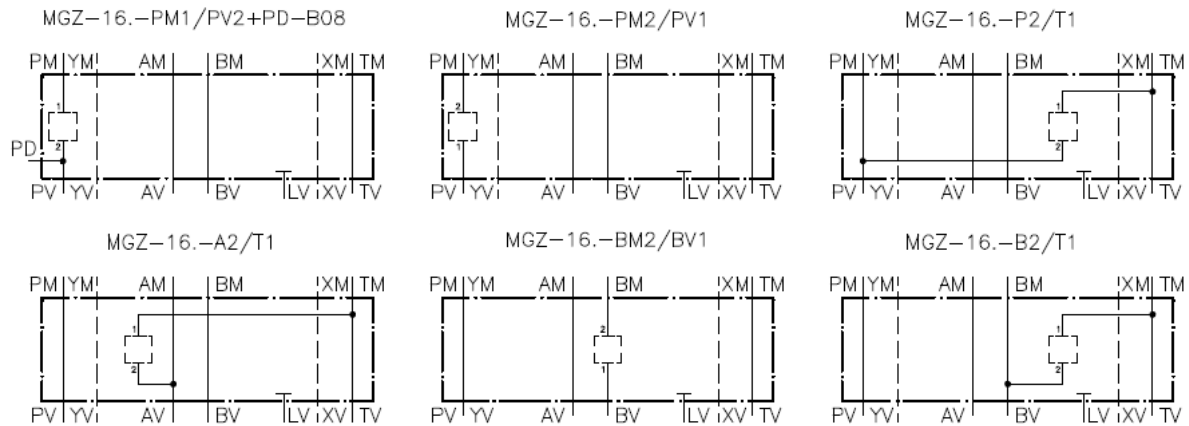 MGZ-16.-PM1/PV2+PD-B08
PM YM AM BM XM TM
1
2
PD
PV YV AV BV LV XV TV
MGZ-16.-PM2/PV1
PM YM AM BM XM TM
2
1
PV YV AV BV LV XV TV
MGZ-16.-P2/T1
PM YM AM BM XM TM
1
2
PV YV AV BV LV XV TV
MGZ-16.-A2/T1
PM YM AM BM XM TM
1
2
PV YV AV BV LV XV TV
MGZ-16.-BM2/BV1
PM YM AM BM XM TM
2
1
PV YV AV BV LV XV TV
MGZ-16.-B2/T1
PM YM AM BM XM TM
1
2
PV YV AV BV LV XV TV